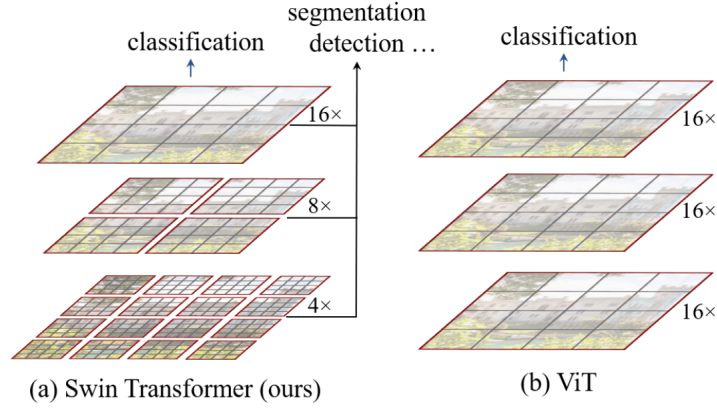 segmentation
classification
detection ...
16×
8×
4×
(a) Swin Transformer (ours)
classification
16×
16×
16×
(b) ViT